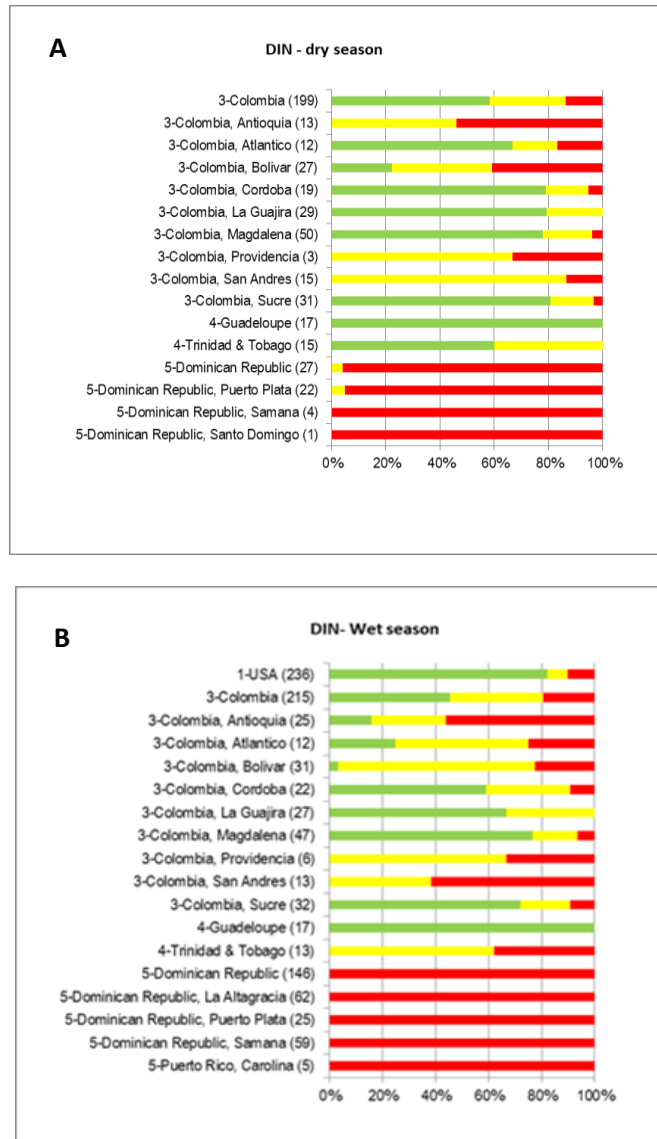 A
DIN - dry season
3-Colombia (199)
3-Colombia, Antioquia (13)
3-Colombia, Atlantico (12)
3-Colombia, Bolivar (27)
3-Colombia, Cordoba (19)
3-Colombia, La Guajira (29)
3-Colombia, Magdalena (50)
3-Colombia, Providencia (3)
3-Colombia, San Andres (15)
3-Colombia, Sucre (31)
4-Guadeloupe (17)
4-Trinidad & Tobago (15)
5-Dominican Republic (27)
5-Dominican Republic, Puerto Plata (22)
5-Dominican Republic, Samana (4)
5-Dominican Republic, Santo Domingo (1)
0% 20% 40% 60% 80% 100%
B
DIN- Wet season
1-USA (236)
3-Colombia (215)
3-Colombia, Antioquia (25)
3-Colombia, Atlantico (12)
3-Colombia, Bolivar (31)
3-Colombia, Cordoba (22)
3-Colombia, La Guajira (27)
3-Colombia, Magdalena (47)
3-Colombia, Providencia (6)
3-Colombia, San Andres (13)
3-Colombia, Sucre (32)
4-Guadeloupe (17)
4-Trinidad & Tobago (13)
5-Dominican Republic (146)
5-Dominican Republic, La Altagracia (62)
5-Dominican Republic, Puerto Plata (25)
5-Dominican Republic, Samana (59)
5-Puerto Rico, Carolina (5)
0% 20% 40% 60% 80% 100%